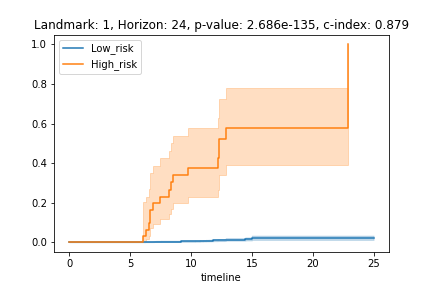 Landmark: 1, Horizon: 24, p-value: 2.686e-135, c-index: 0.879
Low_risk
High_risk
1.0
0.8
0.6
0.4
0.2
0.0
0 5 10 15 20 25
timeline